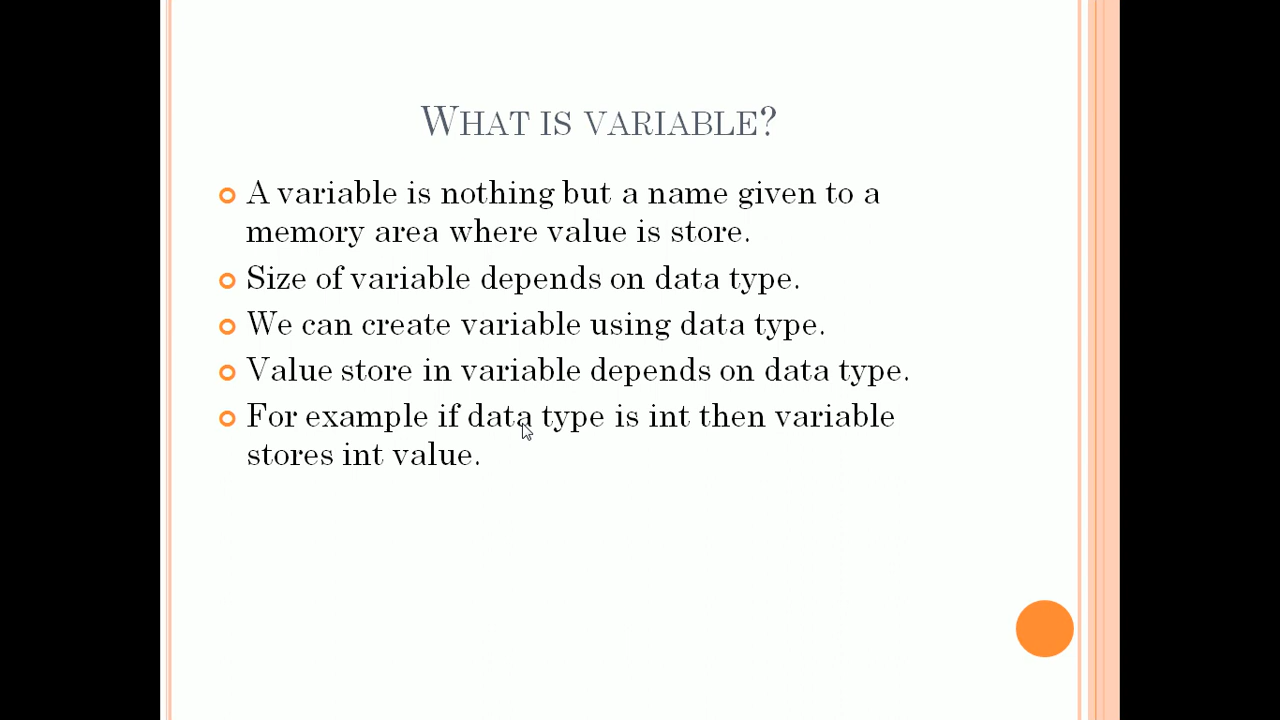 WHAT IS VARIABLE?
A variable is nothing but a name given to a
memory area where value is store.
Size of variable depends on data type.
We can create variable using data type.
Value store in variable depends on data type.
For example if data type is int then variable
stores int value.